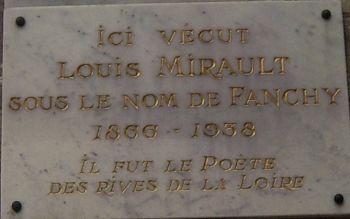 ICI VÉCUT
LOUIS MIRAULT
SOUS LE NOM DE FANCHY
1866 - 1938
IL FUT LE POÈTE
DES RIVES DE LA LOIRE